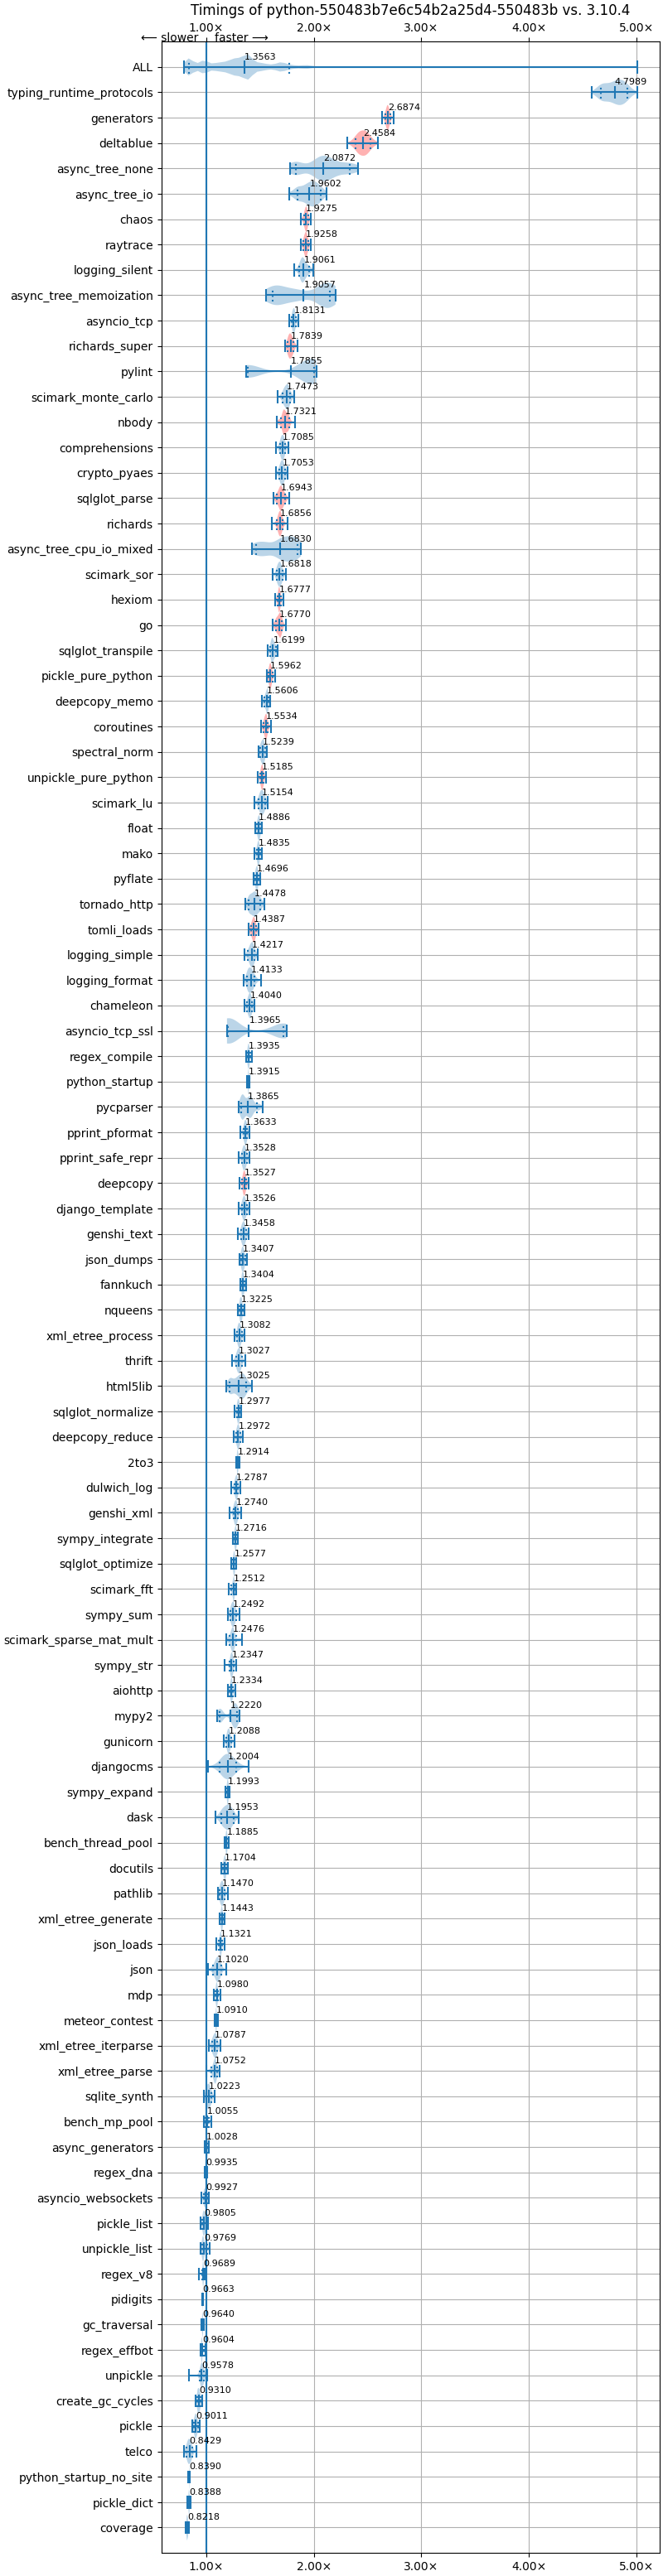 Timings of python-550483b7e6c54b2a25d4-550483b vs. 3.10.4
1.00× 2.00× 3.00× 4.00× 5.00×
⟵ slower faster ⟶
ALL 1.3563
typing_runtime_protocols 4.7989
generators 2.6874
deltablue 2.4584
async_tree_none 2.0872
async_tree_io 1.9602
chaos 1.9275
raytrace 1.9258
logging_silent 1.9061
async_tree_memoization 1.9057
asyncio_tcp 1.8131
richards_super 1.7839
pylint 1.7855
scimark_monte_carlo 1.7473
nbody 1.7321
comprehensions 1.7085
crypto_pyaes 1.7053
sqlglot_parse 1.6943
richards 1.6856
async_tree_cpu_io_mixed 1.6830
scimark_sor 1.6818
hexiom 1.6777
go 1.6770
sqlglot_transpile 1.6199
pickle_pure_python 1.5962
deepcopy_memo 1.5606
coroutines 1.5534
spectral_norm 1.5239
unpickle_pure_python 1.5185
scimark_lu 1.5154
float 1.4886
mako 1.4835
pyflate 1.4696
tornado_http 1.4478
tomli_loads 1.4387
logging_simple 1.4217
logging_format 1.4133
chameleon 1.4040
asyncio_tcp_ssl 1.3965
regex_compile 1.3935
python_startup 1.3915
pycparser 1.3865
pprint_pformat 1.3633
pprint_safe_repr 1.3528
deepcopy 1.3527
django_template 1.3526
genshi_text 1.3458
json_dumps 1.3407
fannkuch 1.3404
nqueens 1.3225
xml_etree_process 1.3082
thrift 1.3027
html5lib 1.3025
sqlglot_normalize 1.2977
deepcopy_reduce 1.2972
2to3 1.2914
dulwich_log 1.2787
genshi_xml 1.2740
sympy_integrate 1.2716
sqlglot_optimize 1.2577
scimark_fft 1.2512
sympy_sum 1.2492
scimark_sparse_mat_mult 1.2476
sympy_str 1.2347
aiohttp 1.2334
mypy2 1.2220
gunicorn 1.2088
djangocms 1.2004
sympy_expand 1.1993
dask 1.1953
bench_thread_pool 1.1885
docutils 1.1704
pathlib 1.1470
xml_etree_generate 1.1443
json_loads 1.1321
json 1.1020
mdp 1.0980
meteor_contest 1.0910
xml_etree_iterparse 1.0787
xml_etree_parse 1.0752
sqlite_synth 1.0223
bench_mp_pool 1.0055
async_generators 1.0028
regex_dna 0.9935
asyncio_websockets 0.9927
pickle_list 0.9805
unpickle_list 0.9769
regex_v8 0.9689
pidigits 0.9663
gc_traversal 0.9640
regex_effbot 0.9604
unpickle 0.9578
create_gc_cycles 0.9310
pickle 0.9011
telco 0.8429
python_startup_no_site 0.8390
pickle_dict 0.8388
coverage 0.8218
1.00× 2.00× 3.00× 4.00× 5.00×